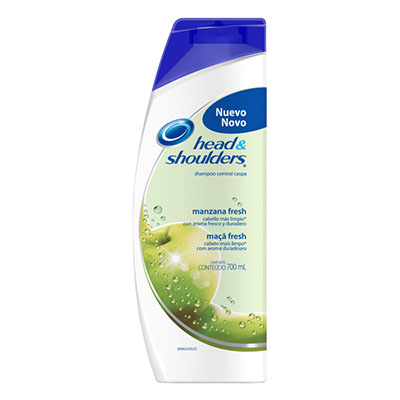 Nuevo
Novo
head&
shoulders®
shampoo control caspa
manzana fresh
cabello más limpio*
con aroma fresco y duradero
maçã fresh
cabelo mais limpo*
com aroma duradouro
CONTEÚDO 700 mL